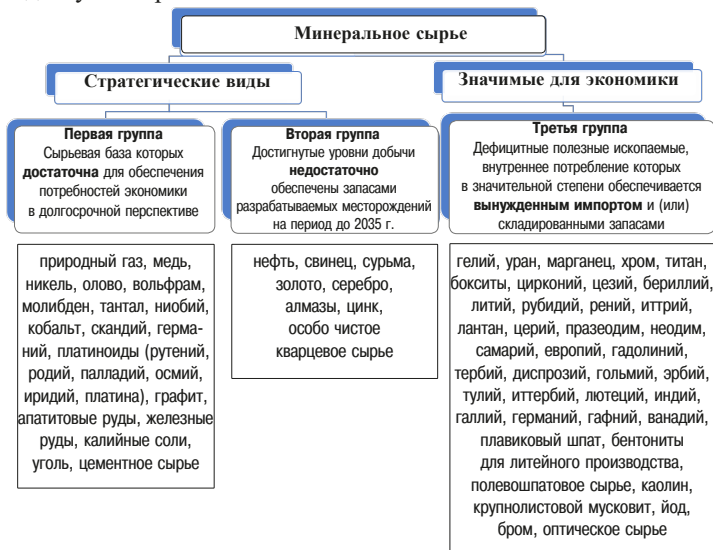 Минеральное сырье
Стратегические виды
Значимые для экономики
Первая группа
Сырьевая база которых
достаточна для обеспечения
потребностей экономики
в долгосрочной перспективе
Вторая группа
Достигнутые уровни добычи
недостаточно
обеспечены запасами
разрабатываемых месторождений
на период до 2035 г.
Третья группа
Дефицитные полезные ископаемые,
внутреннее потребление которых
в значительной степени обеспечивается
вынужденным импортом и (или)
складированными запасами
природный газ, медь,
никель, олово, вольфрам,
молибден, тантал, ниобий,
кобальт, скандий, герма-
ний, платиноиды (рутений,
родий, палладий, осмий,
иридий, платина), графит,
апатитовые руды, железные
руды, калийные соли,
уголь, цементное сырье
нефть, свинец, сурьма,
золото, серебро,
алмазы, цинк,
особо чистое
кварцевое сырье
гелий, уран, марганец, хром, титан,
бокситы, цирконий, цезий, бериллий,
литий, рубидий, рений, иттрий,
лантан, церий, празеодим, неодим,
самарий, европий, гадолиний,
тербий, диспрозий, гольмий, эрбий,
тулий, иттербий, лютеций, индий,
галлий, германий, гафний, ванадий,
плавиковый шпат, бентониты
для литейного производства,
полевошпатовое сырье, каолин,
крупнолистовой мусковит, йод,
бром, оптическое сырье